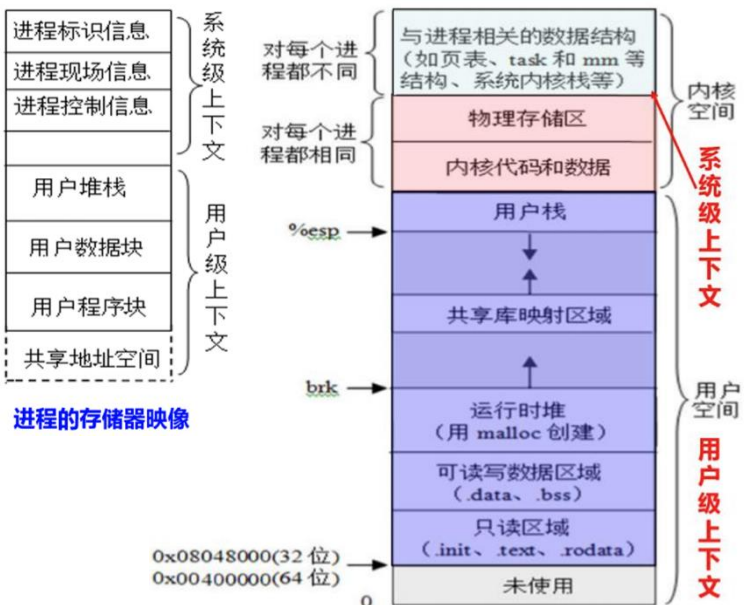 进程标识信息
进程现场信息
进程控制信息
系统级上下文
用户堆栈
用户数据块
用户程序块
共享地址空间
用户级上下文
进程的存储器映像
对每个进
程都不同
与进程相关的数据结构
(如页表、task 和 mm 等
结构、系统内核栈等)
对每个进
程都相同
物理存储区
内核代码和数据
内核
空间
系统级上下文
%esp
用户栈
共享库映射区域
brk
运行时堆
(用 malloc 创建)
可读写数据区域
(.data、.bss)
只读区域
(.init、.text、.rodata)
0x08048000(32 位)
0x00400000(64 位)
未使用
0
用户
空间
用户级上下文